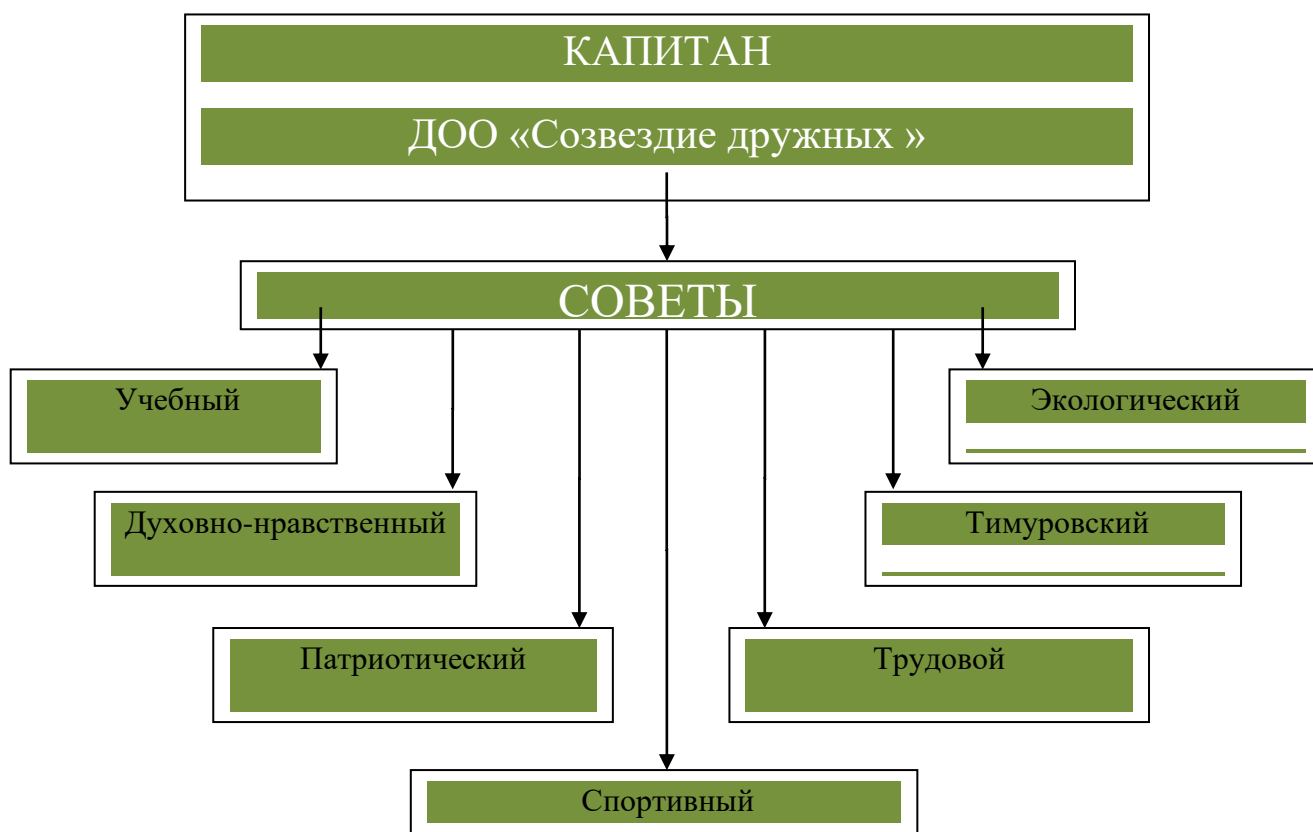 КАПИТАН
ДОО «Созвездие дружных »
СОВЕТЫ
Учебный
Экологический
Духовно-нравственный
Тимуровский
Патриотический
Трудовой
Спортивный